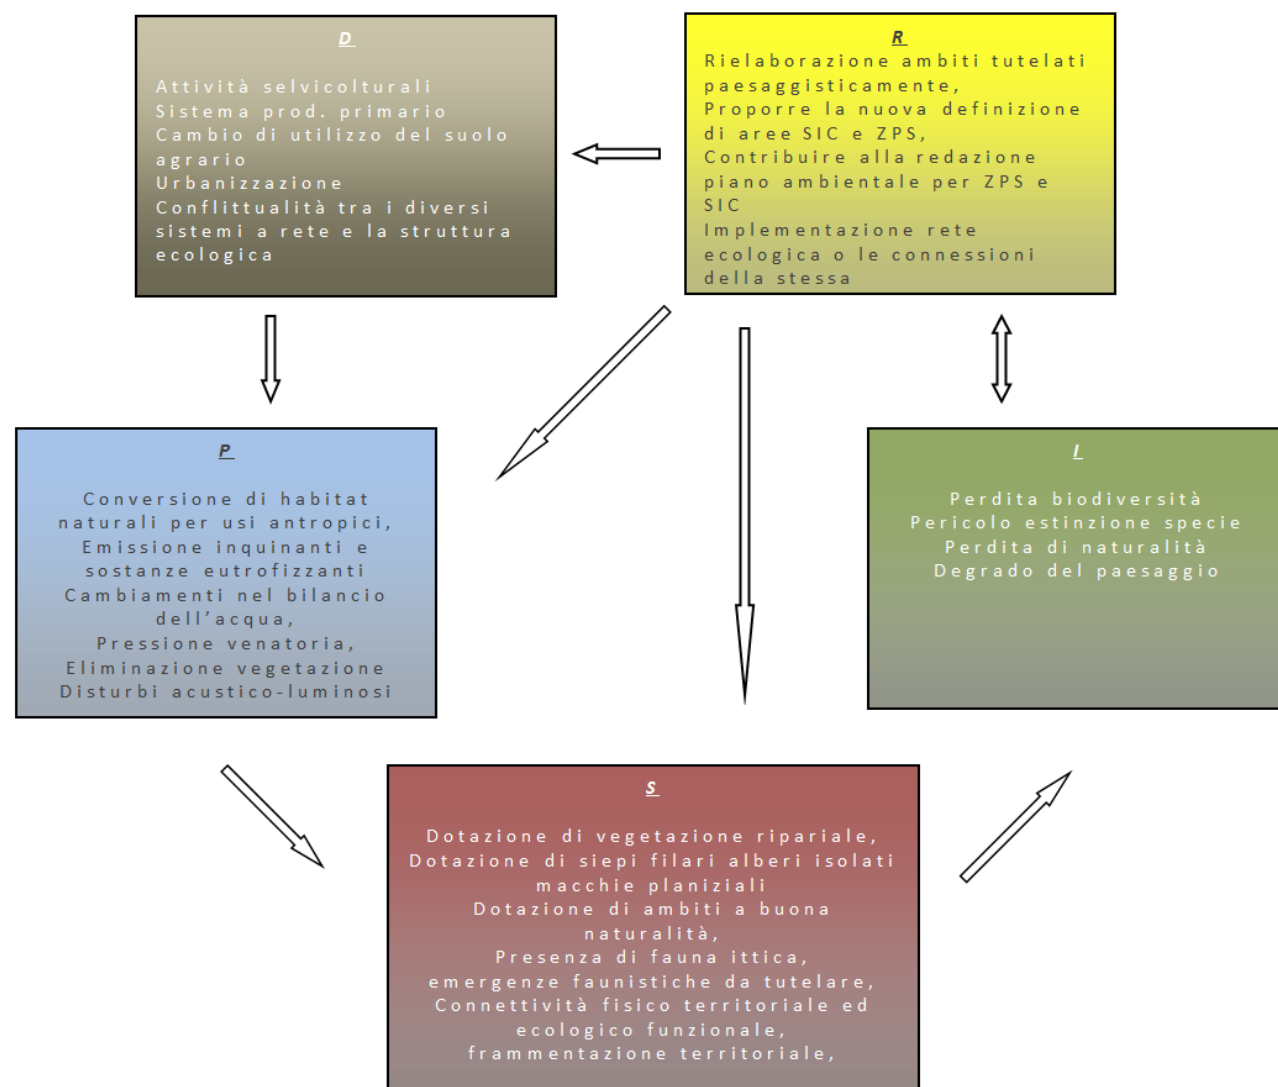 D
Attività selvicolturali
Sistema prod. primario
Cambio di utilizzo del suolo
agrario
Urbanizzazione
Conflittualità tra i diversi
sistemi a rete e la struttura
ecologica
R
Rielaborazione ambiti tutelati
paesaggisticamente,
Proporre la nuova definizione
di aree SIC e ZPS,
Contribuire alla redazione
piano ambientale per ZPS e
SIC
Implementazione rete
ecologica o le connessioni
della stessa
P
Conversione di habitat
naturali per usi antropici,
Emissione inquinanti e
sostanze eutrofizzanti
Cambiamenti nel bilancio
dell’acqua,
Pressione venatoria,
Eliminazione vegetazione
Disturbi acustico-luminosi
I
Perdita biodiversità
Pericolo estinzione specie
Perdita di naturalità
Degrado del paesaggio
S
Dotazione di vegetazione ripariale,
Dotazione di siepi filari alberi isolati
macchie planiziali
Dotazione di ambiti a buona
naturalità,
Presenza di fauna ittica,
emergenze faunistiche da tutelare,
Connettività fisico territoriale ed
ecologico funzionale,
frammentazione territoriale,